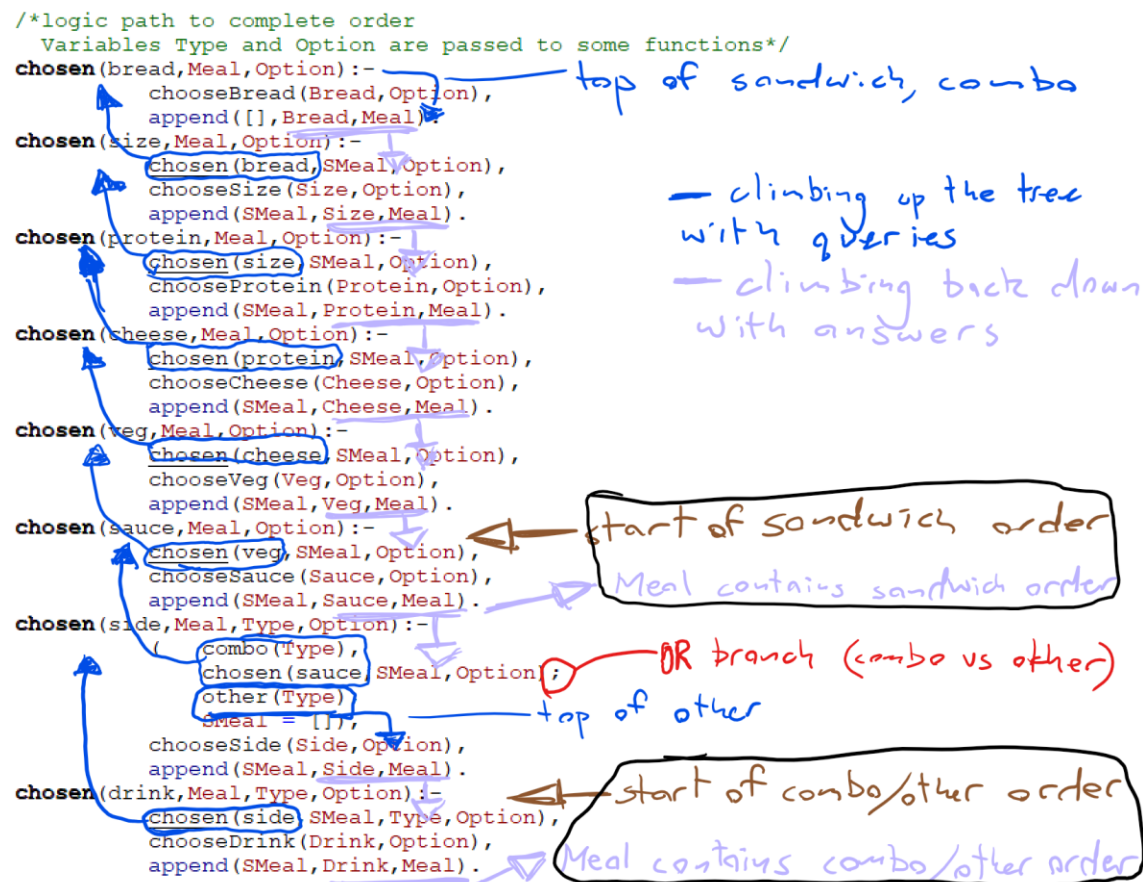 /*logic path to complete order
Variables Type and Option are passed to some functions*/
chosen(bread,Meal,Option):- top of sandwich, combo
chooseBread(Bread,Option),
append([],Bread,Meal).
chosen(size,Meal,Option):-
chosen(bread,SMeal,Option),
chooseSize(Size,Option),
append(SMeal,Size,Meal).
— climbing up the tree
with queries
chosen(protein,Meal,Option):-
chosen(size,SMeal,Option),
chooseProtein(Protein,Option),
append(SMeal,Protein,Meal).
— climbing back down
with answers
chosen(cheese,Meal,Option):-
chosen(protein,SMeal,Option),
chooseCheese(Cheese,Option),
append(SMeal,Cheese,Meal).
chosen(veg,Meal,Option):-
chosen(cheese,SMeal,Option),
chooseVeg(Veg,Option),
append(SMeal,Veg,Meal).
chosen(sauce,Meal,Option):- start of sandwich order
chosen(veg,SMeal,Option),
chooseSauce(Sauce,Option),
append(SMeal,Sauce,Meal). Meal contains sandwich order
chosen(side,Meal,Type,Option):-
( combo(Type),
chosen(sauce,SMeal,Option); OR branch (combo vs other)
other(Type)
SMeal = []), top of other
chooseSide(Side,Option),
append(SMeal,Side,Meal).
chosen(drink,Meal,Type,Option):- start of combo/other order
chosen(side,SMeal,Type,Option),
chooseDrink(Drink,Option),
append(SMeal,Drink,Meal). Meal contains combo/other order